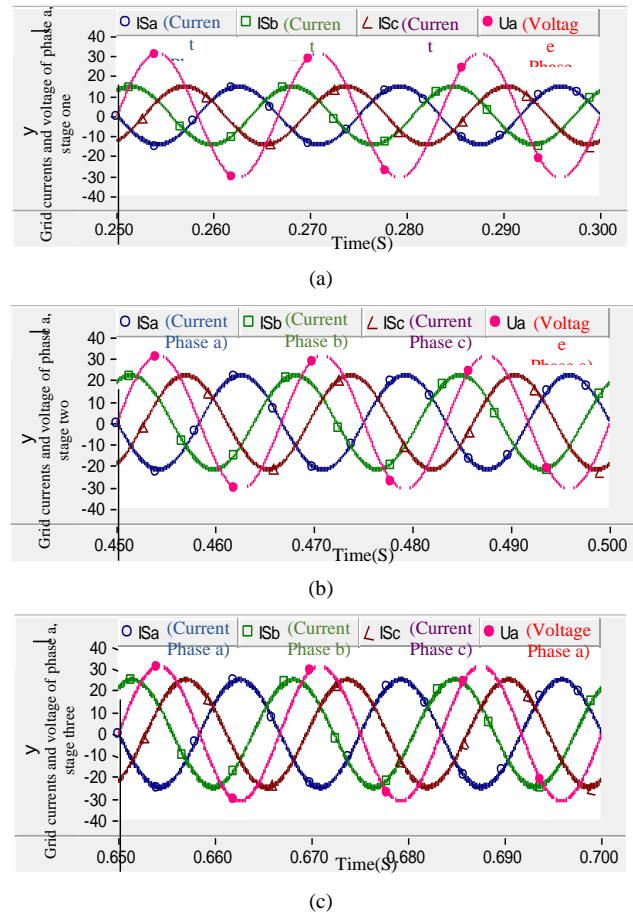 ISa (Curren t
ISb (Curren t
ISc (Curren t
Ua (Voltag e Phase
Grid currents and voltage of phase a, stage one
y
40
30
20
10
0
-10
-20
-30
-40
0.250 0.260 0.270 0.280 0.290 0.300
Time(S)
(a)
ISa (Current Phase a)
ISb (Current Phase b)
ISc (Current Phase c)
Ua (Voltag e Phase a)
Grid currents and voltage of phase a, stage two
y
40
30
20
10
0
-10
-20
-30
-40
0.450 0.460 0.470 0.480 0.490 0.500
Time(S)
(b)
ISa (Current Phase a)
ISb (Current Phase b)
ISc (Current Phase c)
Ua (Voltage Phase a)
Grid currents and voltage of phase a, stage three
y
40
30
20
10
0
-10
-20
-30
-40
0.650 0.660 0.670 0.680 0.690 0.700
Time(S)
(c)